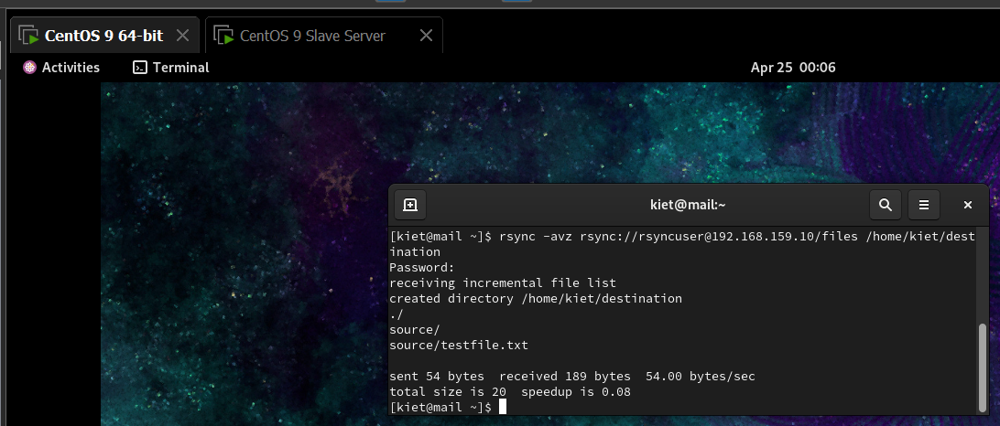 CentOS 9 64-bit
CentOS 9 Slave Server
Activities
Terminal
Apr 25 00:06
kiet@mail:~
[kiet@mail ~]$ rsync -avz rsync://rsyncuser@192.168.159.10/files /home/kiet/dest
ination
Password:
receiving incremental file list
created directory /home/kiet/destination
./
source/
source/testfile.txt
sent 54 bytes  received 189 bytes  54.00 bytes/sec
total size is 20  speedup is 0.08
[kiet@mail ~]$